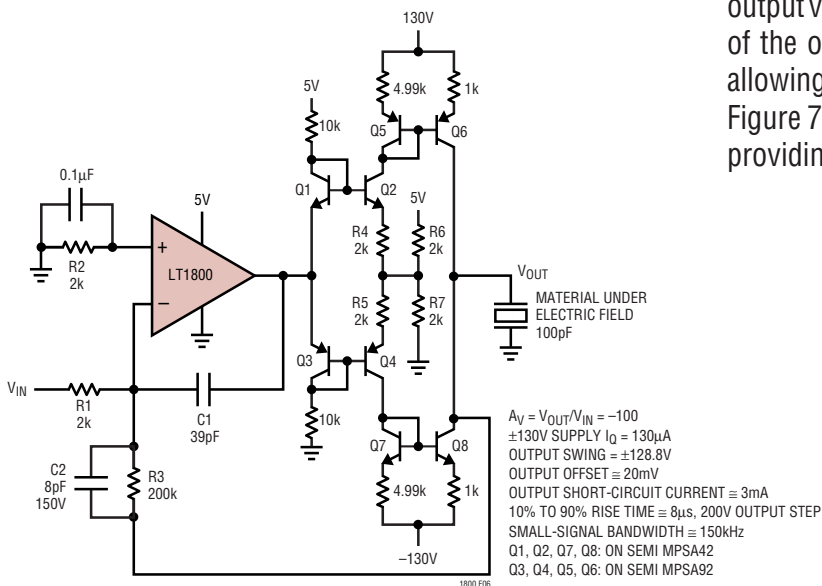 output v
of the o
allowing
Figure 7
providin
130V
4.99k
1k
5V
10k
Q5
Q6
0.1µF
Q1
Q2
5V
5V
R4
2k
R6
2k
+
LT1800
−
R2
2k
VOUT
MATERIAL UNDER
ELECTRIC FIELD
100pF
R5
2k
R7
2k
Q3
Q4
VIN
R1
2k
C1
39pF
10k
C2
8pF
150V
R3
200k
Q7
Q8
4.99k
1k
–130V
AV = VOUT/VIN = –100
±130V SUPPLY IQ = 130µA
OUTPUT SWING = ±128.8V
OUTPUT OFFSET ≅ 20mV
OUTPUT SHORT-CIRCUIT CURRENT ≅ 3mA
10% TO 90% RISE TIME ≅ 8µs, 200V OUTPUT STEP
SMALL-SIGNAL BANDWIDTH ≅ 150kHz
Q1, Q2, Q7, Q8: ON SEMI MPSA42
Q3, Q4, Q5, Q6: ON SEMI MPSA92
1800 F06